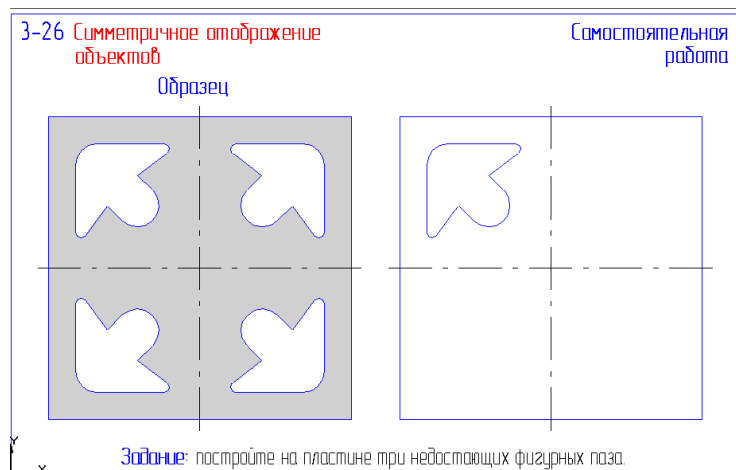 3-26 Симметричное отображение
объектов
Самостоятельная
работа
Образец
Y
X
Задание: постройте на пластине три недостающих фигурных паза.